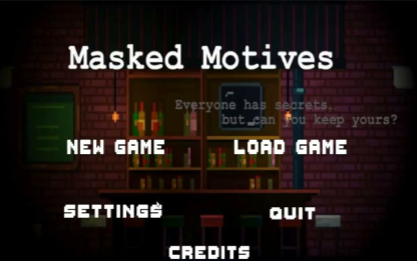 Masked Motives
Everyone has secrets,
but can you keep yours?
NEW GAME
LOAD GAME
SETTINGS
QUIT
CREDITS